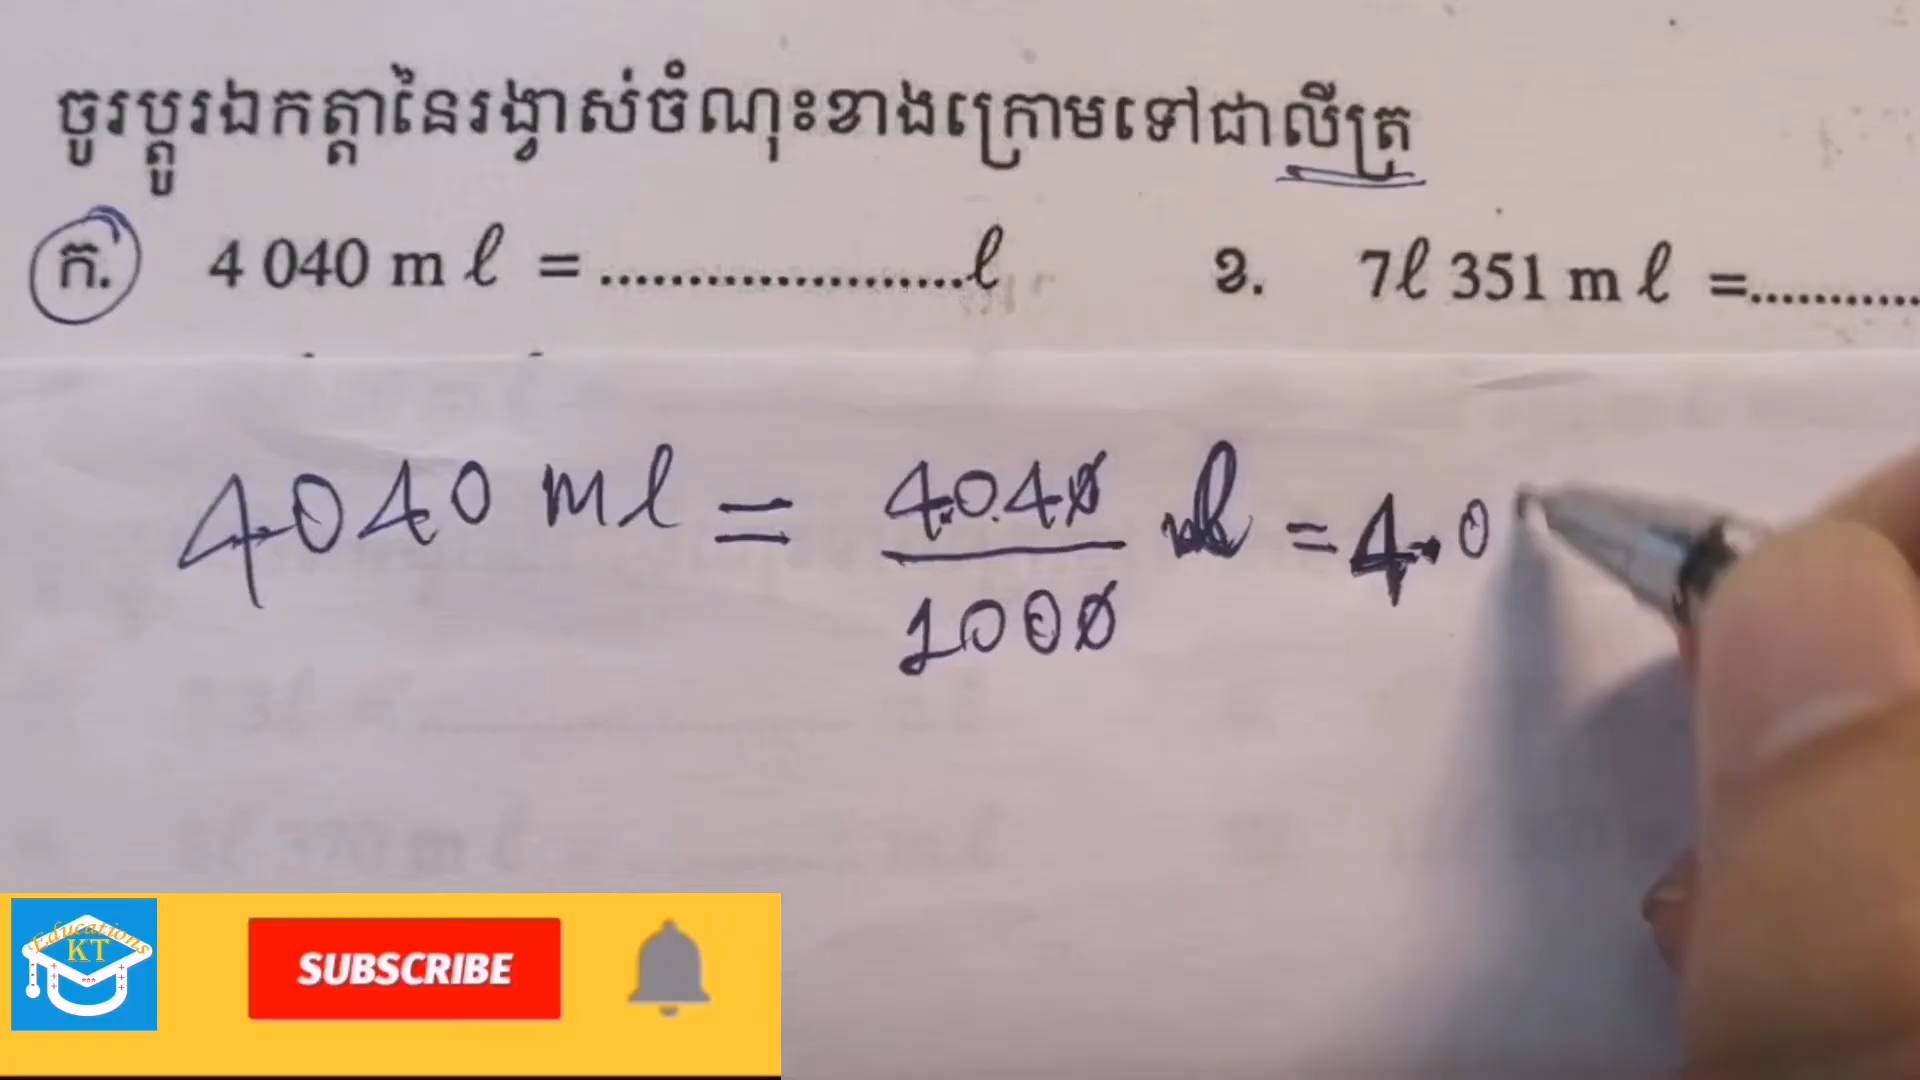 ចូរប្តូរឯកត្តានៃរង្វាស់ចំណុះខាងក្រោមទៅជាលីត្រ
ក. 4 040 m ℓ = .....................ℓ ខ. 7ℓ 351 m ℓ =............
4040 ml = 4040/1000 l = 4.0
Educations
KT
SUBSCRIBE